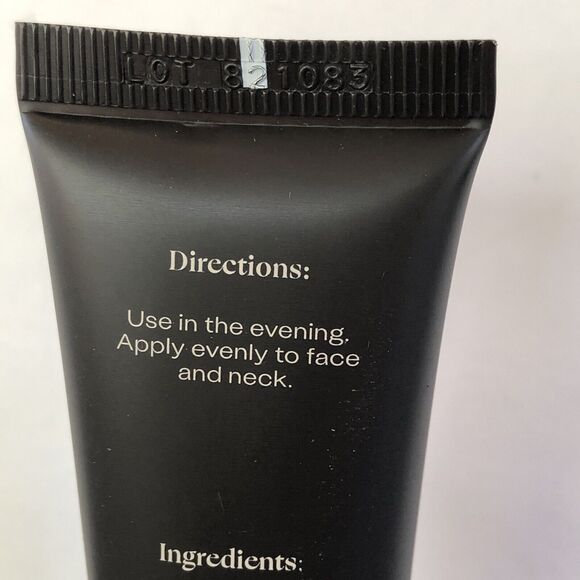 LOT 821083
Directions:
Use in the evening.
Apply evenly to face
and neck.
Ingredients: